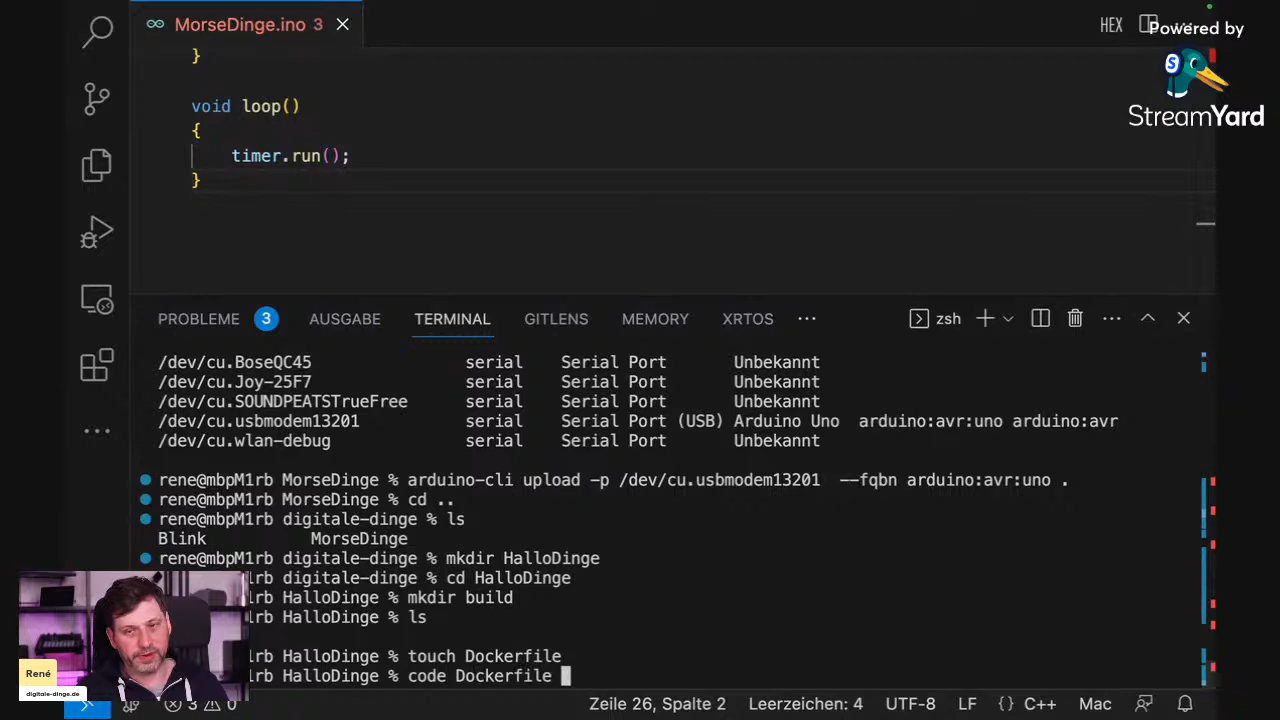 MorseDinge.ino 3
HEX
Powered by
StreamYard
}
void loop()
{
timer.run();
}
PROBLEME 3 AUSGABE TERMINAL GITLENS MEMORY XRTOS zsh
/dev/cu.BoseQC45 serial Serial Port Unbekannt
/dev/cu.Joy-25F7 serial Serial Port Unbekannt
/dev/cu.SOUNDPEATSTrueFree serial Serial Port Unbekannt
/dev/cu.usbmodem13201 serial Serial Port (USB) Arduino Uno arduino:avr:uno arduino:avr
/dev/cu.wlan-debug serial Serial Port Unbekannt
rene@mbpM1rb MorseDinge % arduino-cli upload -p /dev/cu.usbmodem13201 --fqbn arduino:avr:uno .
rene@mbpM1rb MorseDinge % cd ..
rene@mbpM1rb digitale-dinge % ls
Blink MorseDinge
rene@mbpM1rb digitale-dinge % mkdir HalloDinge
1rb digitale-dinge % cd HalloDinge
1rb HalloDinge % mkdir build
1rb HalloDinge % ls
1rb HalloDinge % touch Dockerfile
1rb HalloDinge % code Dockerfile
René
digitale-dinge.de
3 0 Zeile 26, Spalte 2 Leerzeichen: 4 UTF-8 LF {} C++ Mac